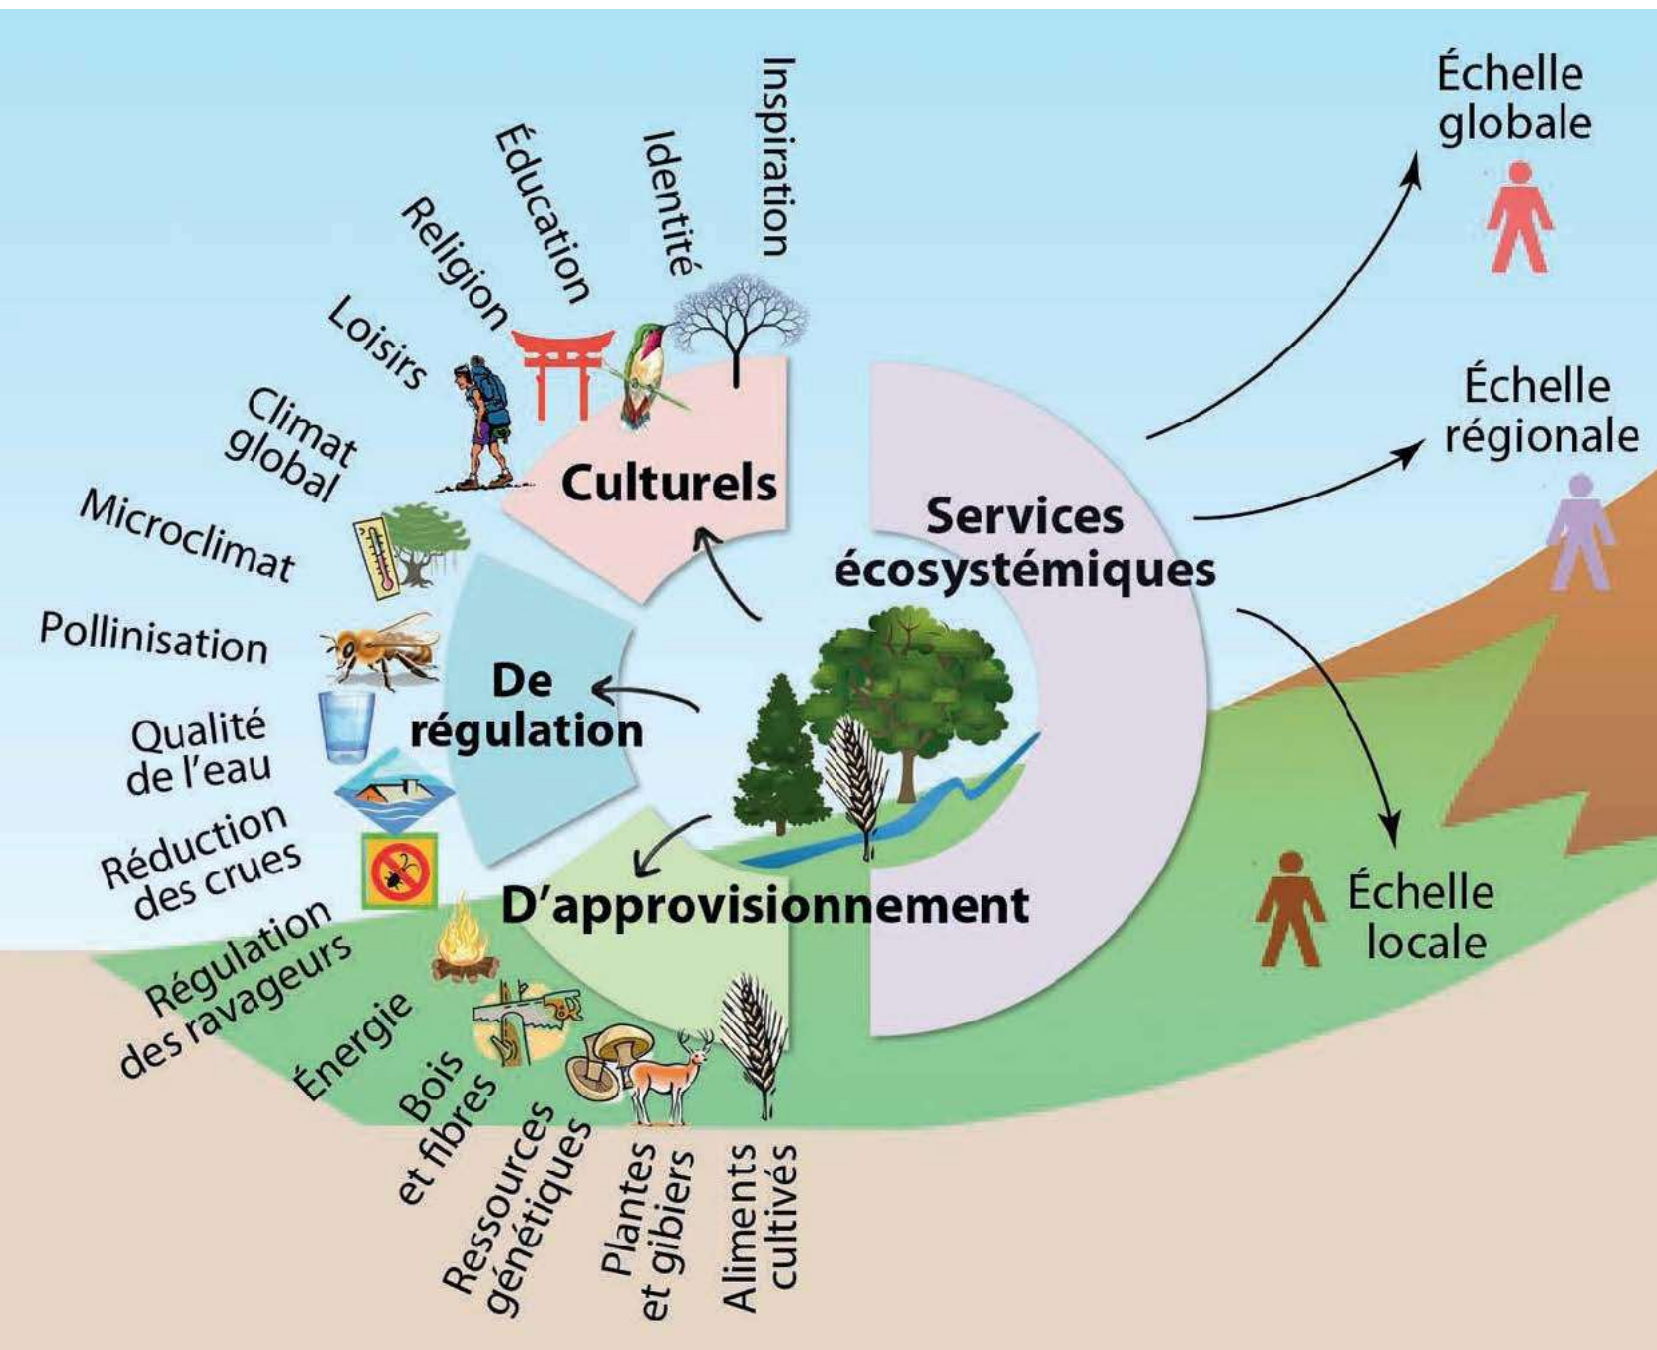 Inspiration
Identité
Éducation
Religion
Loisirs
Climat
global
Microclimat
Pollinisation
Qualité
de l'eau
Réduction
des crues
Régulation
des ravageurs
Énergie
Bois
et fibres
Ressources
génétiques
Plantes
et gibiers
Aliments
cultivés
Culturels
De
régulation
D'approvisionnement
Services
écosystémiques
Échelle
globale
Échelle
régionale
Échelle
locale